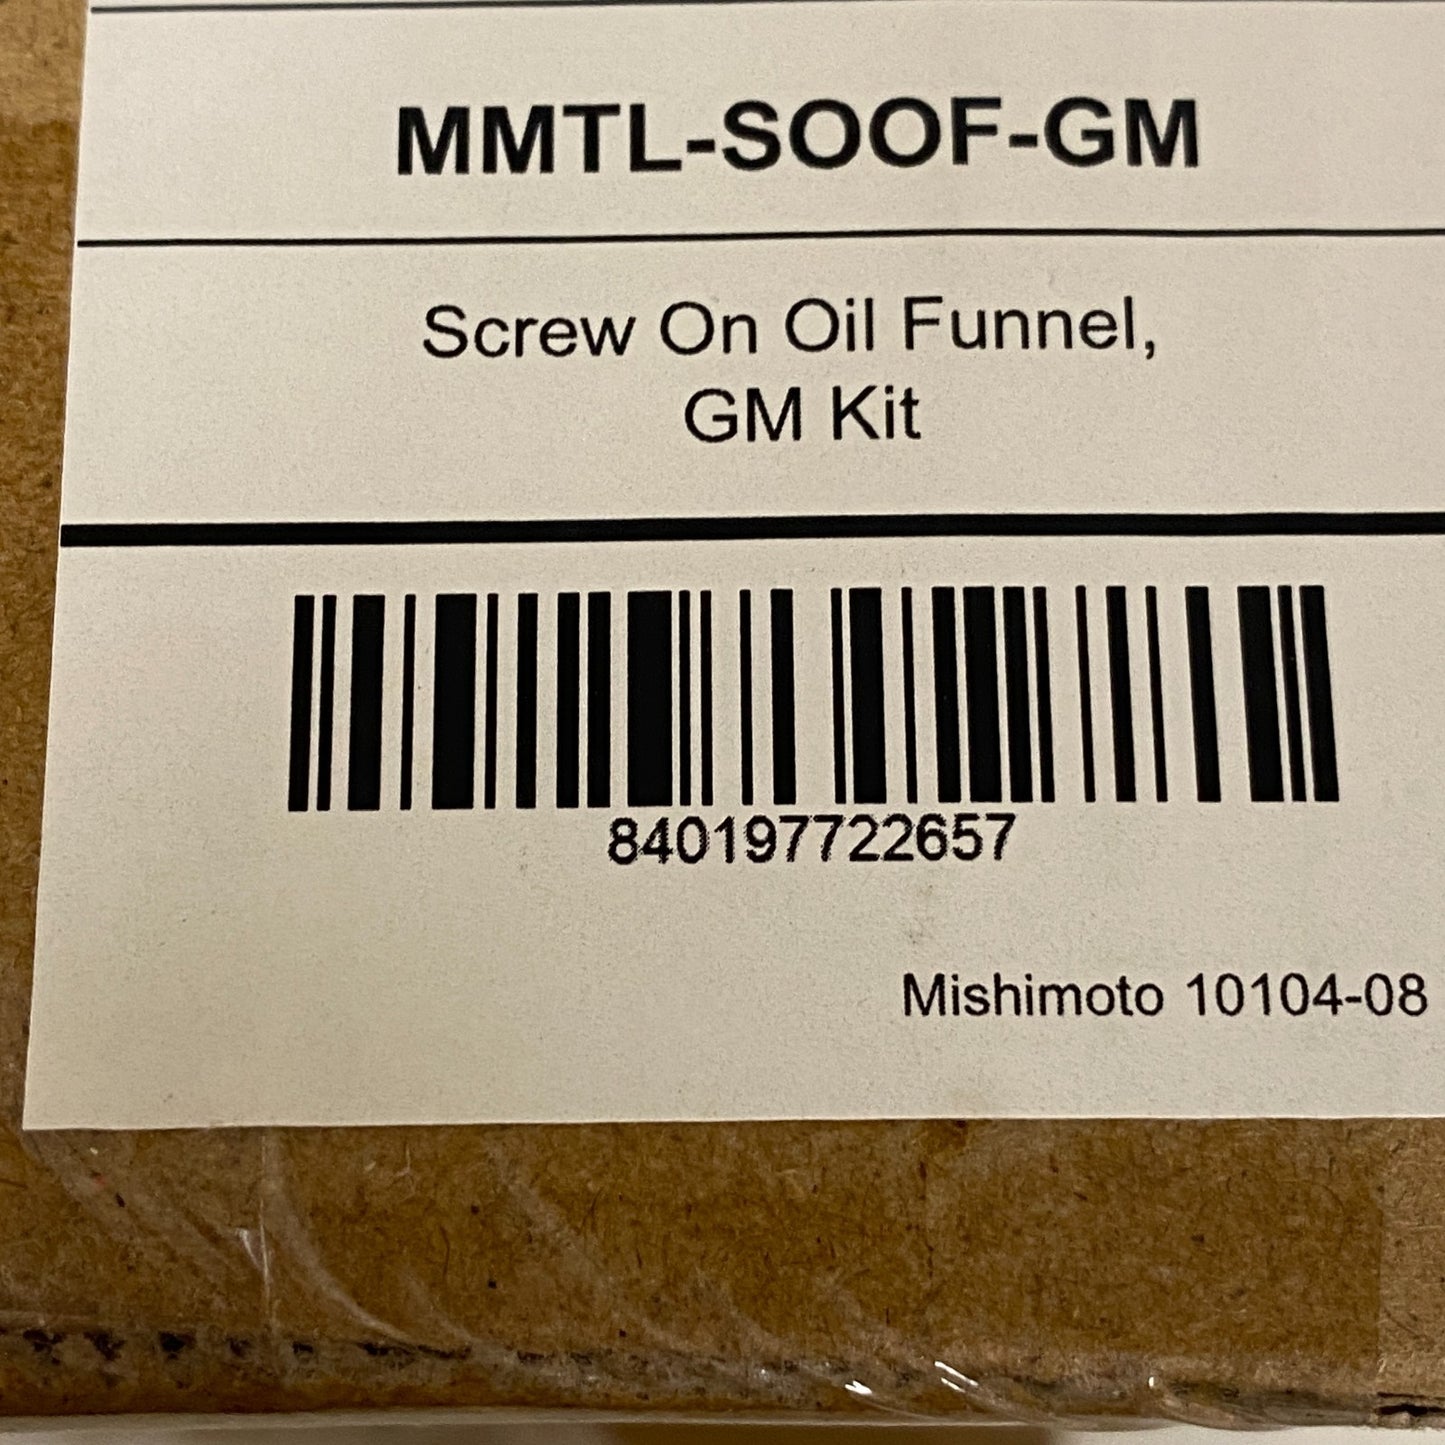 MMTL-SOOF-GM
Screw On Oil Funnel,
GM Kit
840197722657
Mishimoto 10104-08